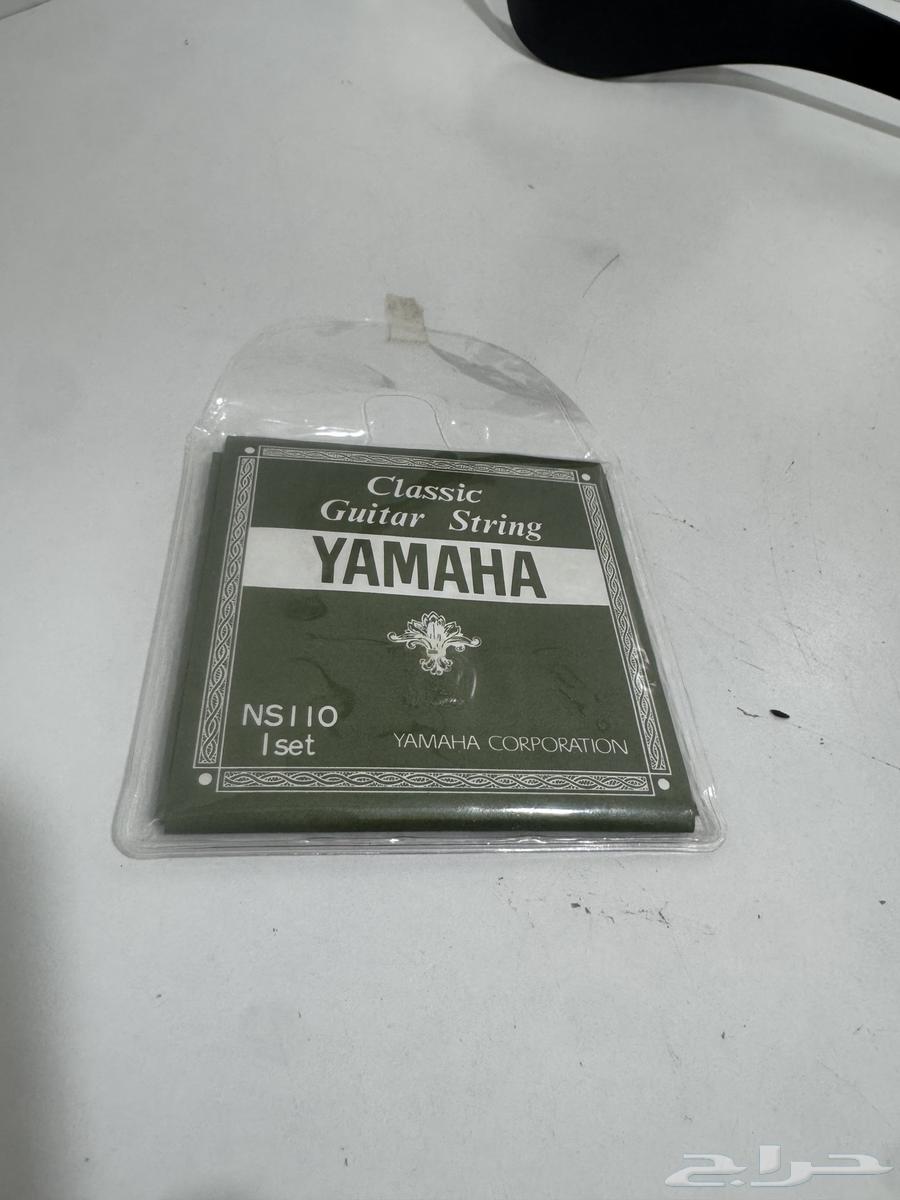 Classic
Guitar String
YAMAHA
NS110
1set
YAMAHA CORPORATION
حراج